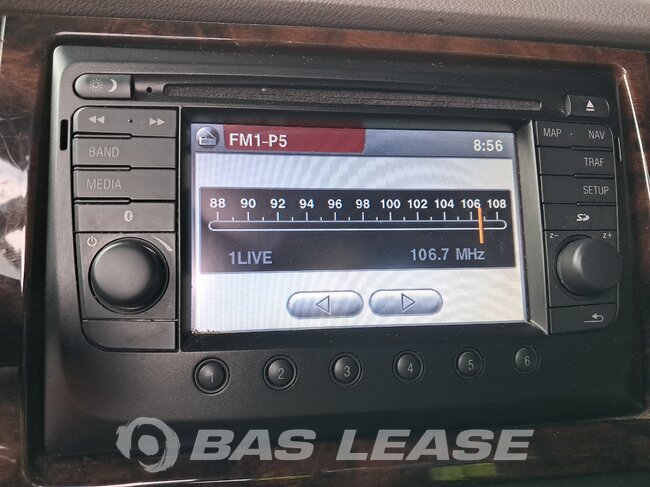 FM1-P5 8:56
MAP NAV
BAND
TRAF
MEDIA
SETUP
88 90 92 94 96 98 100 102 104 106 108
SD
z- z+
1LIVE 106.7 MHz
1 2 3 4 5 6
BAS LEASE